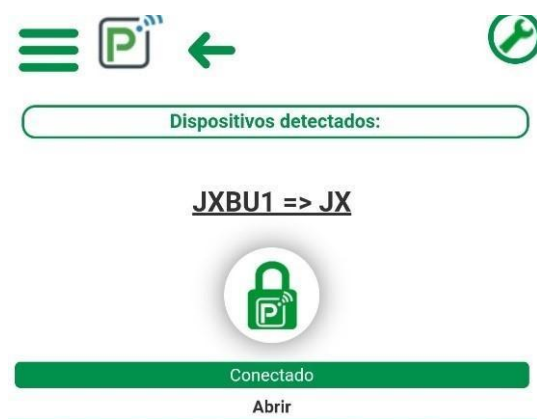 P
Dispositivos detectados:
JXBU1 => JX
P
Conectado
Abrir